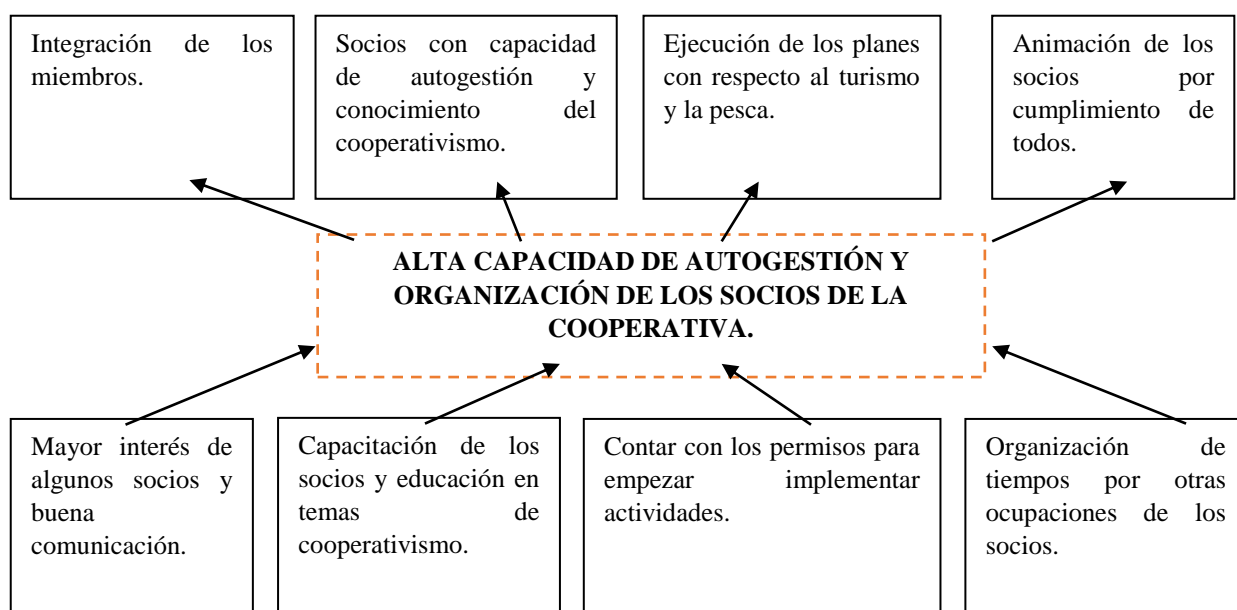 Integración de los
miembros.
Socios con capacidad
de autogestión y
conocimiento del
cooperativismo.
Ejecución de los planes
con respecto al turismo
y la pesca.
Animación de los
socios por
cumplimiento de
todos.
ALTA CAPACIDAD DE AUTOGESTIÓN Y
ORGANIZACIÓN DE LOS SOCIOS DE LA
COOPERATIVA.
Mayor interés de
algunos socios y
buena
comunicación.
Capacitación de los
socios y educación en
temas de
cooperativismo.
Contar con los permisos para
empezar implementar
actividades.
Organización de
tiempos por otras
ocupaciones de los
socios.